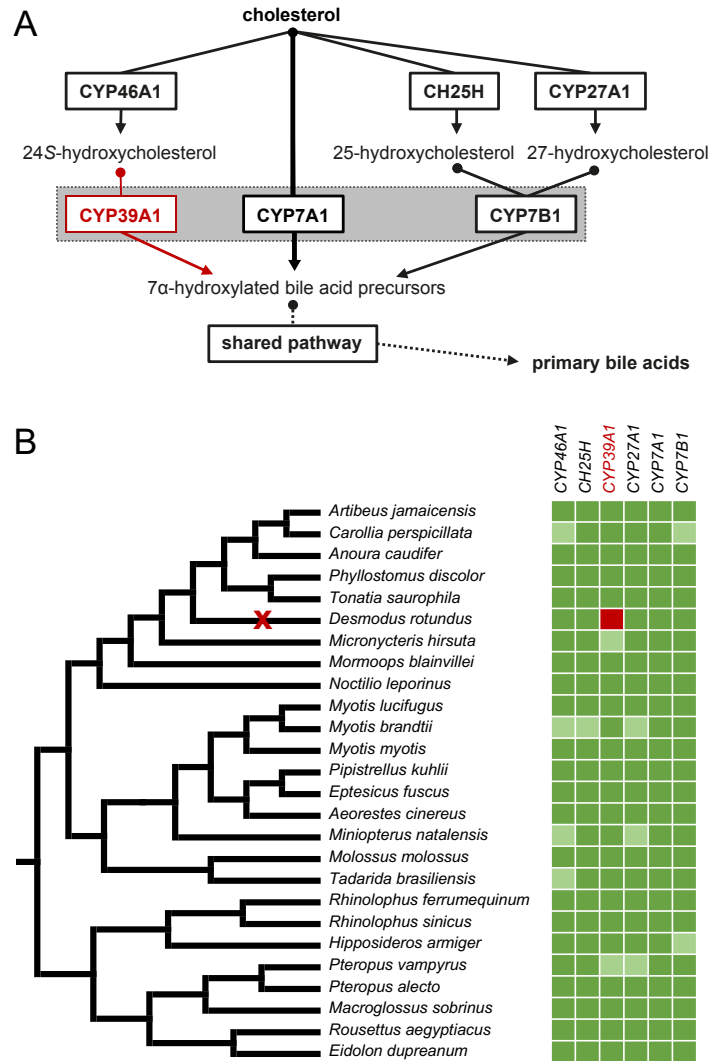 A
cholesterol
CYP46A1 CH25H CYP27A1
24S-hydroxycholesterol 25-hydroxycholesterol 27-hydroxycholesterol
CYP39A1 CYP7A1 CYP7B1
7α-hydroxylated bile acid precursors
shared pathway
primary bile acids
B
CYP46A1
CH25H
CYP39A1
CYP27A1
CYP7A1
CYP7B1
Artibeus jamaicensis
Carollia perspicillata
Anoura caudifer
Phyllostomus discolor
Tonatia saurophila
X Desmodus rotundus
Micronycteris hirsuta
Mormoops blainvillei
Noctilio leporinus
Myotis lucifugus
Myotis brandtii
Myotis myotis
Pipistrellus kuhlii
Eptesicus fuscus
Aeorestes cinereus
Miniopterus natalensis
Molossus molossus
Tadarida brasiliensis
Rhinolophus ferrumequinum
Rhinolophus sinicus
Hipposideros armiger
Pteropus vampyrus
Pteropus alecto
Macroglossus sobrinus
Rousettus aegyptiacus
Eidolon dupreanum